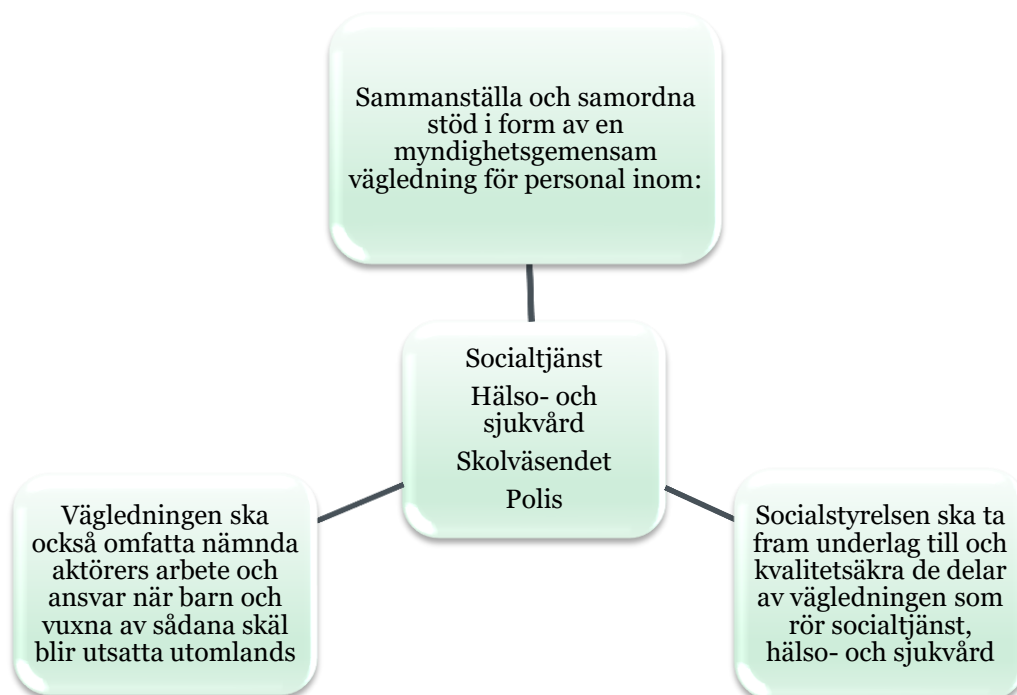 Sammanställa och samordna
stöd i form av en
myndighetsgemensam
vägledning för personal inom:
Socialtjänst
Hälso- och
sjukvård
Skolväsendet
Polis
Vägledningen ska
också omfatta nämnda
aktörers arbete och
ansvar när barn och
vuxna av sådana skäl
blir utsatta utomlands
Socialstyrelsen ska ta
fram underlag till och
kvalitetsäkra de delar
av vägledningen som
rör socialtjänst,
hälso- och sjukvård